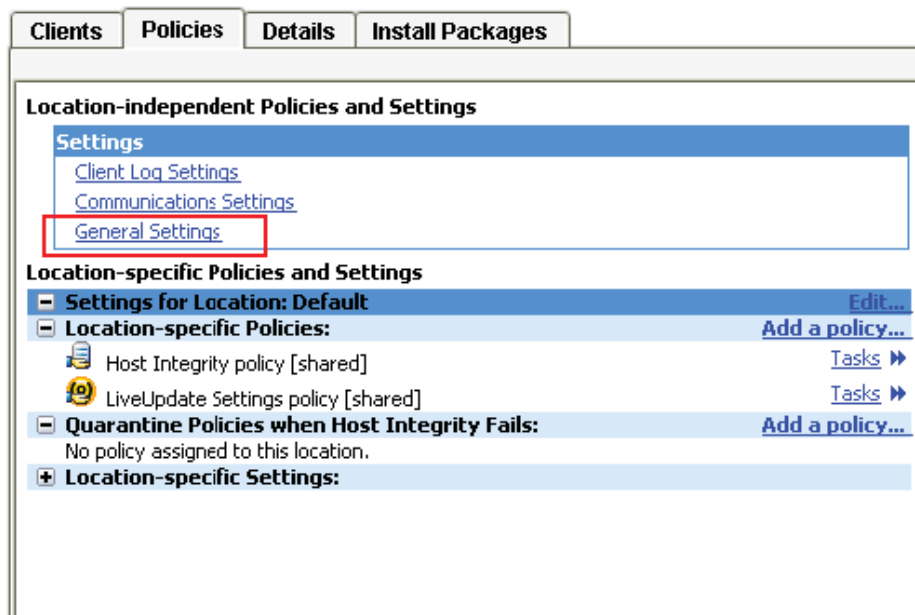 Clients Policies Details Install Packages
Location-independent Policies and Settings
Settings
Client Log Settings
Communications Settings
General Settings
Location-specific Policies and Settings
Settings for Location: Default Edit...
Location-specific Policies: Add a policy...
Host Integrity policy [shared] Tasks
LiveUpdate Settings policy [shared] Tasks
Quarantine Policies when Host Integrity Fails: Add a policy...
No policy assigned to this location.
Location-specific Settings: